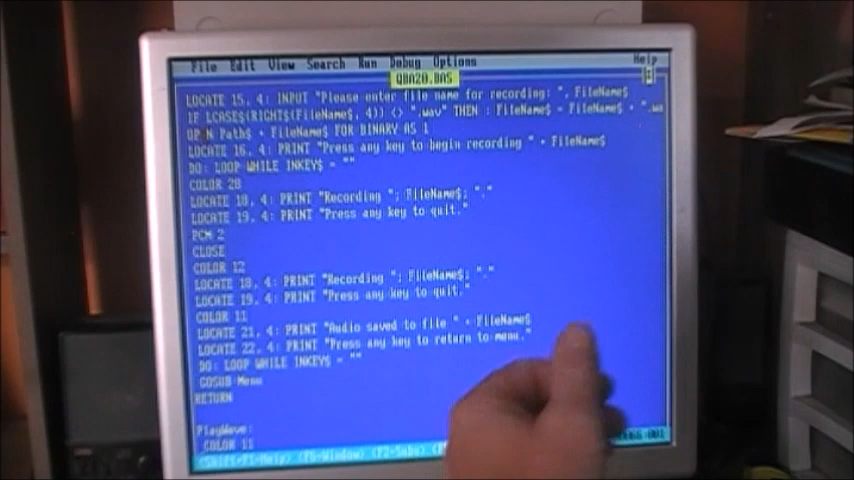 File Edit View Search Run Debug Options Help
QBA20.BAS
LOCATE 15, 4: INPUT "Please enter file name for recording: ", FileName$
IF LCASE$(RIGHT$(FileName$, 4)) <> ".wav" THEN : FileName$ = FileName$ + ".wa
OPEN Path$ + FileName$ FOR BINARY AS 1
LOCATE 16, 4: PRINT "Press any key to begin recording " + FileName$
DO: LOOP WHILE INKEY$ = ""
COLOR 28
LOCATE 18, 4: PRINT "Recording "; FileName$; "."
LOCATE 19, 4: PRINT "Press any key to quit."
PCM 2
CLOSE
COLOR 12
LOCATE 18, 4: PRINT "Recording "; FileName$; "."
LOCATE 19, 4: PRINT "Press any key to quit."
COLOR 11
LOCATE 21, 4: PRINT "Audio saved to file " + FileName$
LOCATE 22, 4: PRINT "Press any key to return to menu."
DO: LOOP WHILE INKEY$ = ""
GOSUB Menu
RETURN
PlayWave:
COLOR 11
<Shift+F1=Help> <F6=Window> <F2=Subs>